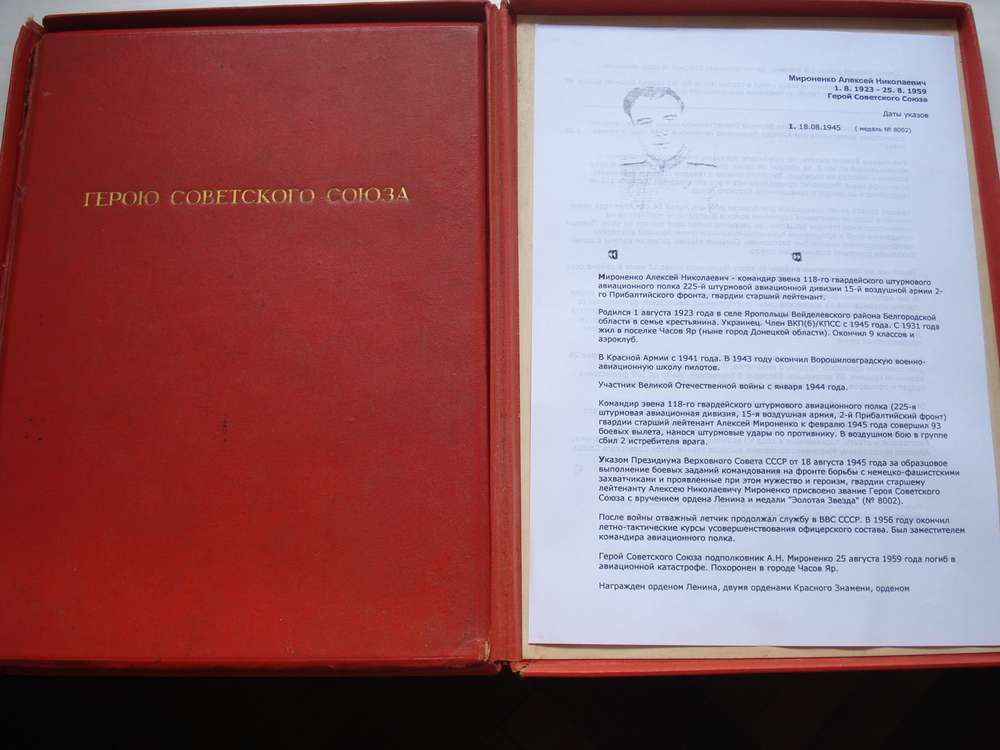 ГЕРОЮ СОВЕТСКОГО СОЮЗА
Мироненко Алексей Николаевич
1. 8. 1923 - 25. 8. 1959
Герой Советского Союза
Даты указов
1. 18.08.1945 ( медаль № 8002)
Мироненко Алексей Николаевич - командир звена 118-го гвардейского штурмового
авиационного полка 225-й штурмовой авиационной дивизии 15-й воздушной армии 2-
го Прибалтийского фронта, гвардии старший лейтенант.
Родился 1 августа 1923 года в селе Яропольцы Вейделевского района Белгородской
области в семье крестьянина. Украинец. Член ВКП(б)/КПСС с 1945 года. С 1931 года
жил в поселке Часов Яр (ныне город Донецкой области). Окончил 9 классов и
аэроклуб.
В Красной Армии с 1941 года. В 1943 году окончил Ворошиловградскую военно-
авиационную школу пилотов.
Участник Великой Отечественной войны с января 1944 года.
Командир звена 118-го гвардейского штурмового авиационного полка (225-я
штурмовая авиационная дивизия, 15-я воздушная армия, 2-й Прибалтийский фронт)
гвардии старший лейтенант Алексей Мироненко к февралю 1945 года совершил 93
боевых вылета, нанося штурмовые удары по противнику. В воздушном бою в группе
сбил 2 истребителя врага.
Указом Президиума Верховного Совета СССР от 18 августа 1945 года за образцовое
выполнение боевых заданий командования на фронте борьбы с немецко-фашистскими
захватчиками и проявленные при этом мужество и героизм, гвардии старшему
лейтенанту Алексею Николаевичу Мироненко присвоено звание Героя Советского
Союза с вручением ордена Ленина и медали "Золотая Звезда" (№ 8002).
После войны отважный летчик продолжал службу в ВВС СССР. В 1956 году окончил
летно-тактические курсы усовершенствования офицерского состава. Был заместителем
командира авиационного полка.
Герой Советского Союза подполковник А.Н. Мироненко 25 августа 1959 года погиб в
авиационной катастрофе. Похоронен в городе Часов Яр.
Награжден орденом Ленина, двумя орденами Красного Знамени, орденом